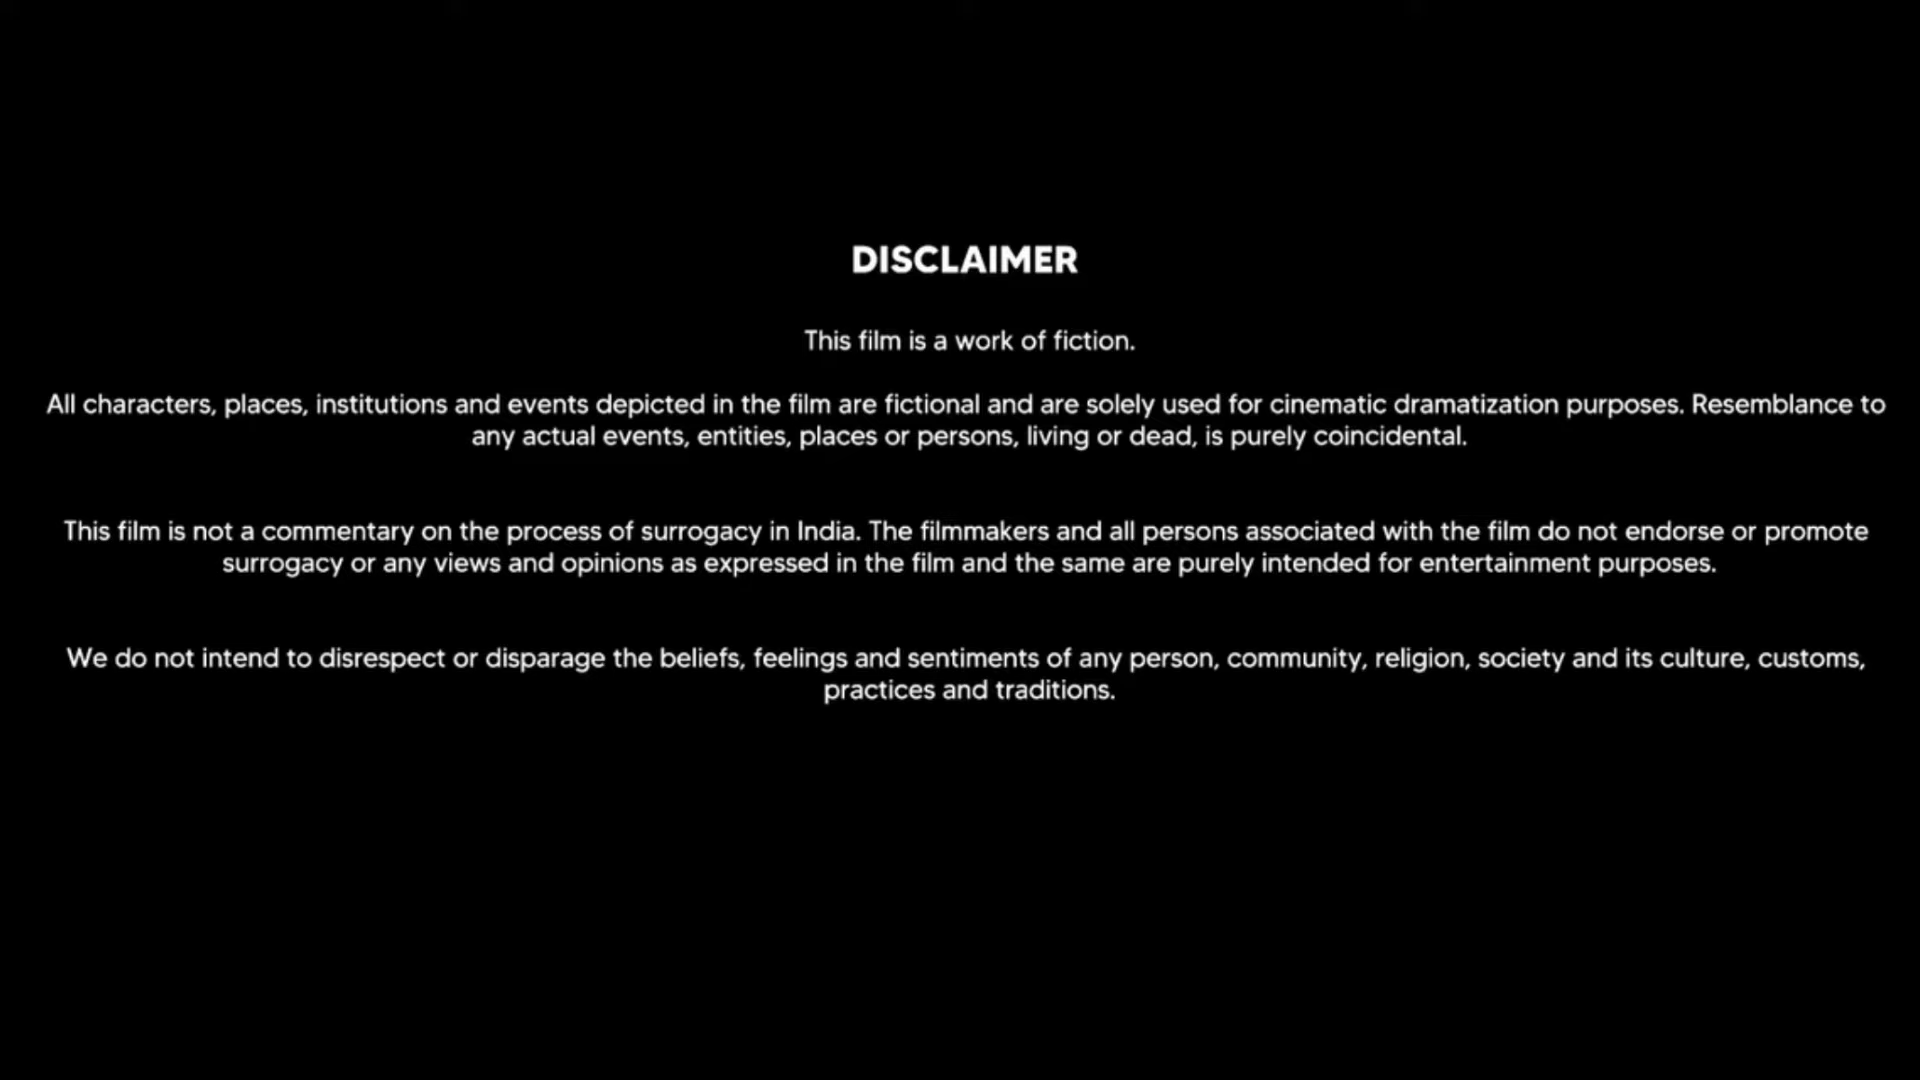 DISCLAIMER
This film is a work of fiction.
All characters, places, institutions and events depicted in the film are fictional and are solely used for cinematic dramatization purposes. Resemblance to
any actual events, entities, places or persons, living or dead, is purely coincidental.
This film is not a commentary on the process of surrogacy in India. The filmmakers and all persons associated with the film do not endorse or promote
surrogacy or any views and opinions as expressed in the film and the same are purely intended for entertainment purposes.
We do not intend to disrespect or disparage the beliefs, feelings and sentiments of any person, community, religion, society and its culture, customs,
practices and traditions.